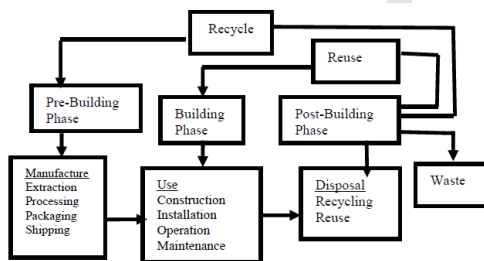 Recycle
Reuse
Pre-Building
Phase
Building
Phase
Post-Building
Phase
Manufacture
Extraction
Processing
Packaging
Shipping
Use
Construction
Installation
Operation
Maintenance
Disposal
Recycling
Reuse
Waste